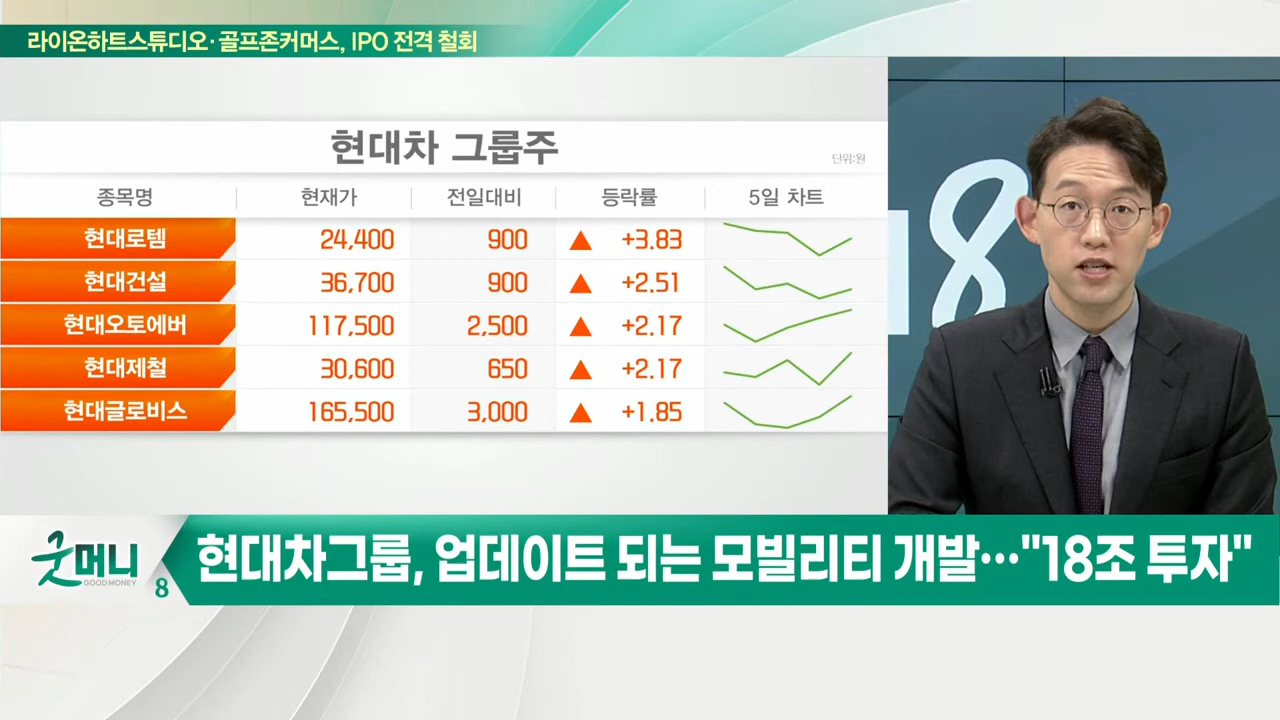 라이온하트스튜디오·골프존커머스, IPO 전격 철회
현대차 그룹주
단위:원
종목명 현재가 전일대비 등락률 5일 차트
현대로템 24,400 900 ▲ +3.83
현대건설 36,700 900 ▲ +2.51
현대오토에버 117,500 2,500 ▲ +2.17
현대제철 30,600 650 ▲ +2.17
현대글로비스 165,500 3,000 ▲ +1.85
8
굿머니
GOOD MONEY
8
현대차그룹, 업데이트 되는 모빌리티 개발…"18조 투자"